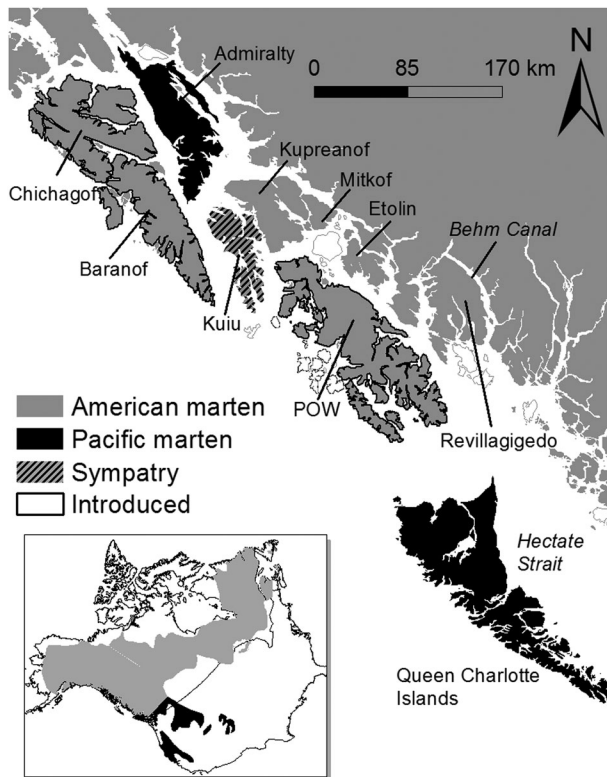 Admiralty
N
0 85 170 km
Kupreanof
Mitkof
Etolin
Behm Canal
Chichagof
Baranof
Kuiu
POW
Revillagigedo
American marten
Pacific marten
Sympatry
Introduced
Hectate
Strait
Queen Charlotte
Islands